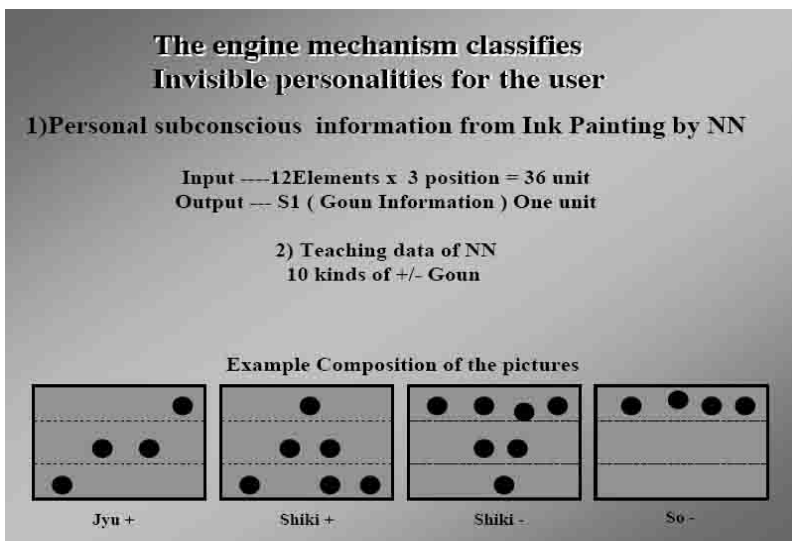 The engine mechanism classifies
Invisible personalities for the user
1)Personal subconscious information from Ink Painting by NN
Input ----12Elements x 3 position = 36 unit
Output --- S1 ( Goun Information ) One unit
2) Teaching data of NN
10 kinds of +/- Goun
Example Composition of the pictures
Jyu +
Shiki +
Shiki -
So -